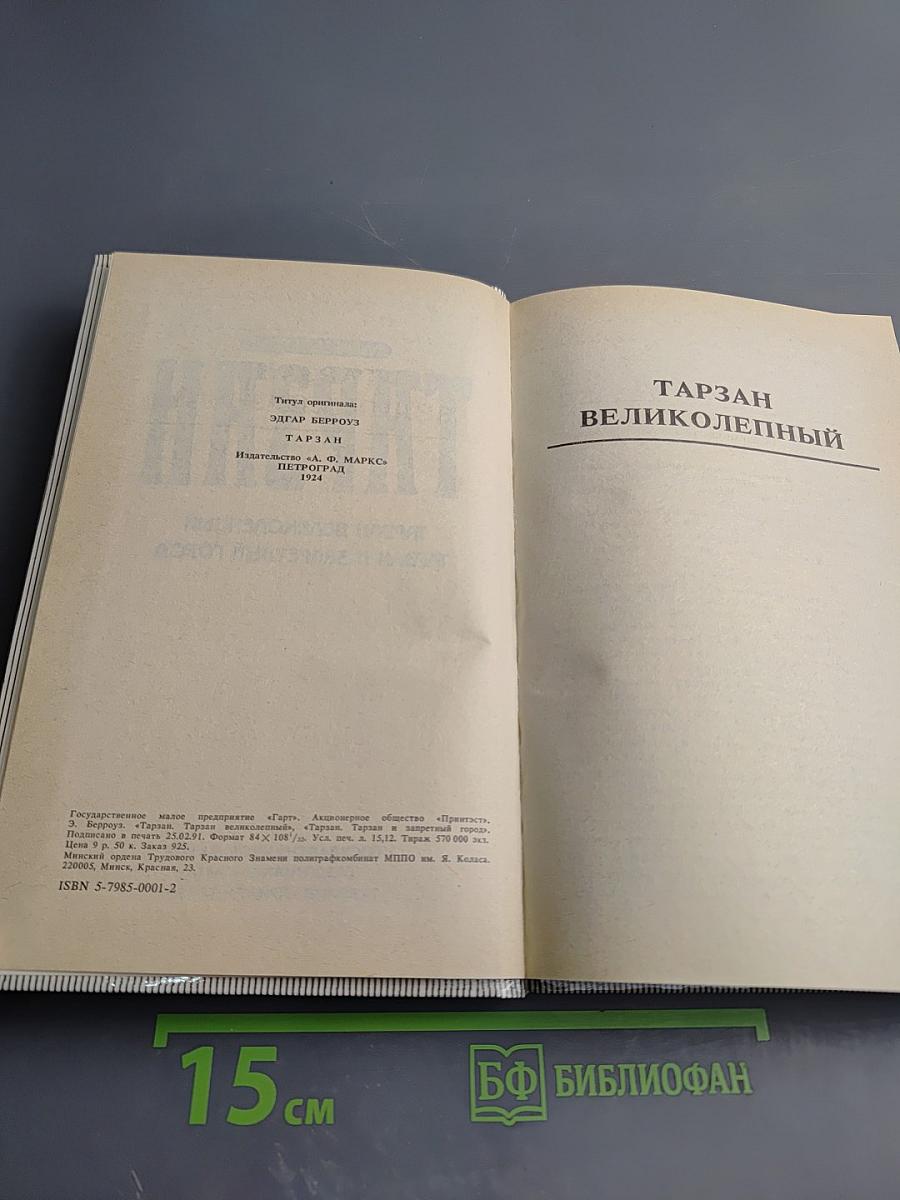 Титул оригинала:
ЭДГАР БЕРРОУЗ
ТАРЗАН
Издательство «А. Ф. МАРКС»
ПЕТРОГРАД
1924
Государственное малое предприятие «Гарт». Акционерное общество «Принтэст».
Э. Берроуз. «Тарзан. Тарзан великолепный», «Тарзан. Тарзан и запретный город».
Подписано в печать 25.02.91. Формат 84×108¹/₃₂. Усл. печ. л. 15,12. Тираж 570 000 экз.
Цена 9 р. 50 к. Заказ 925.
Минский ордена Трудового Красного Знамени полиграфкомбинат МППО им. Я. Коласа.
220005, Минск, Красная, 23.
ISBN 5-7985-0001-2
ТАРЗАН
ВЕЛИКОЛЕПНЫЙ
15 см
БФ БИБЛИОФАН